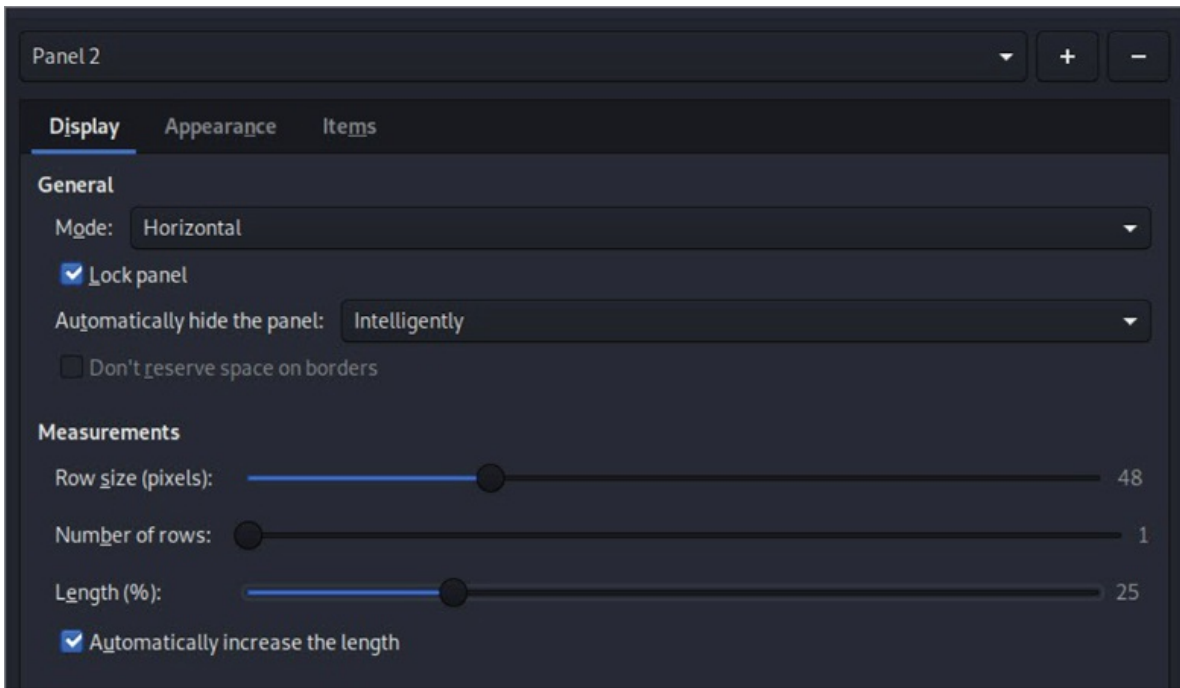 Panel 2 + −
Display Appearance Items
General
Mode: Horizontal
Lock panel
Automatically hide the panel: Intelligently
Don't reserve space on borders
Measurements
Row size (pixels): 48
Number of rows: 1
Length (%): 25
Automatically increase the length